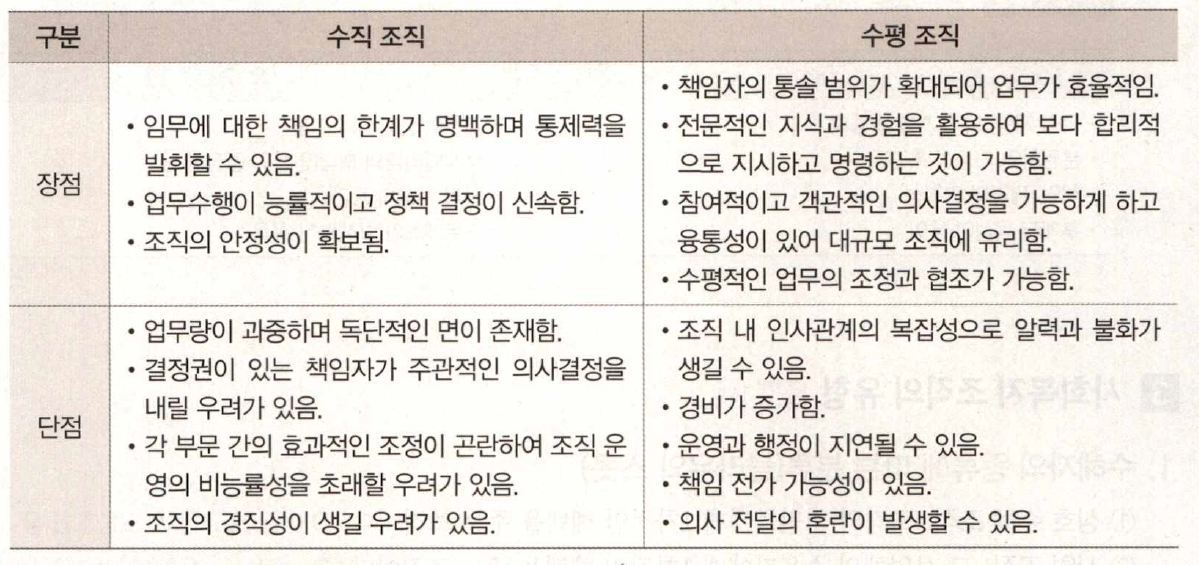 구분
수직 조직
수평 조직
장점
• 임무에 대한 책임의 한계가 명백하며 통제력을
발휘할 수 있음.
• 업무수행이 능률적이고 정책 결정이 신속함.
• 조직의 안정성이 확보됨.
• 책임자의 통솔 범위가 확대되어 업무가 효율적임.
• 전문적인 지식과 경험을 활용하여 보다 합리적
으로 지시하고 명령하는 것이 가능함.
• 참여적이고 객관적인 의사결정을 가능하게 하고
융통성이 있어 대규모 조직에 유리함.
• 수평적인 업무의 조정과 협조가 가능함.
단점
• 업무량이 과중하며 독단적인 면이 존재함.
• 결정권이 있는 책임자가 주관적인 의사결정을
내릴 우려가 있음.
• 각 부문 간의 효과적인 조정이 곤란하여 조직 운
영의 비능률성을 초래할 우려가 있음.
• 조직의 경직성이 생길 우려가 있음.
• 조직 내 인사관계의 복잡성으로 알력과 불화가
생길 수 있음.
• 경비가 증가함.
• 운영과 행정이 지연될 수 있음.
• 책임 전가 가능성이 있음.
• 의사 전달의 혼란이 발생할 수 있음.